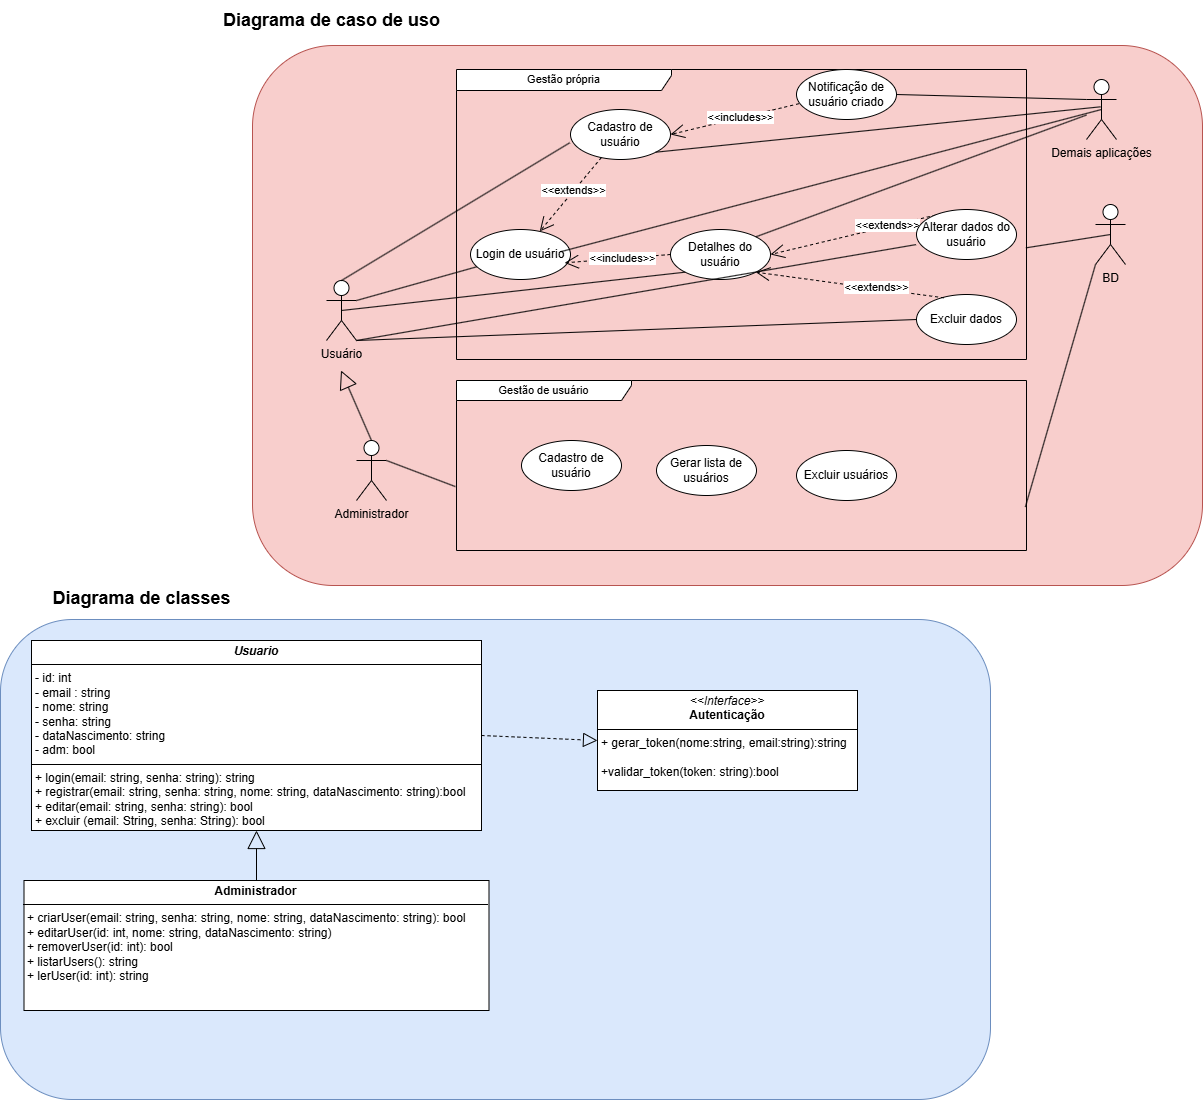 Diagrama de caso de uso
Gestão própria
Notificação de
usuário criado
<<includes>>
Cadastro de
usuário
Demais aplicações
<<extends>>
Alterar dados do
usuário
<<extends>>
Login de usuário
<<includes>>
Detalhes do
usuário
BD
<<extends>>
Excluir dados
Usuário
Gestão de usuário
Cadastro de
usuário
Gerar lista de
usuários
Excluir usuários
Administrador
Diagrama de classes
Usuario
- id: int
- email : string
- nome: string
- senha: string
- dataNascimento: string
- adm: bool
+ login(email: string, senha: string): string
+ registrar(email: string, senha: string, nome: string, dataNascimento: string):bool
+ editar(email: string, senha: string): bool
+ excluir (email: String, senha: String): bool
<<Interface>>
Autenticação
+ gerar_token(nome:string, email:string):string
+validar_token(token: string):bool
Administrador
+ criarUser(email: string, senha: string, nome: string, dataNascimento: string): bool
+ editarUser(id: int, nome: string, dataNascimento: string)
+ removerUser(id: int): bool
+ listarUsers(): string
+ lerUser(id: int): string